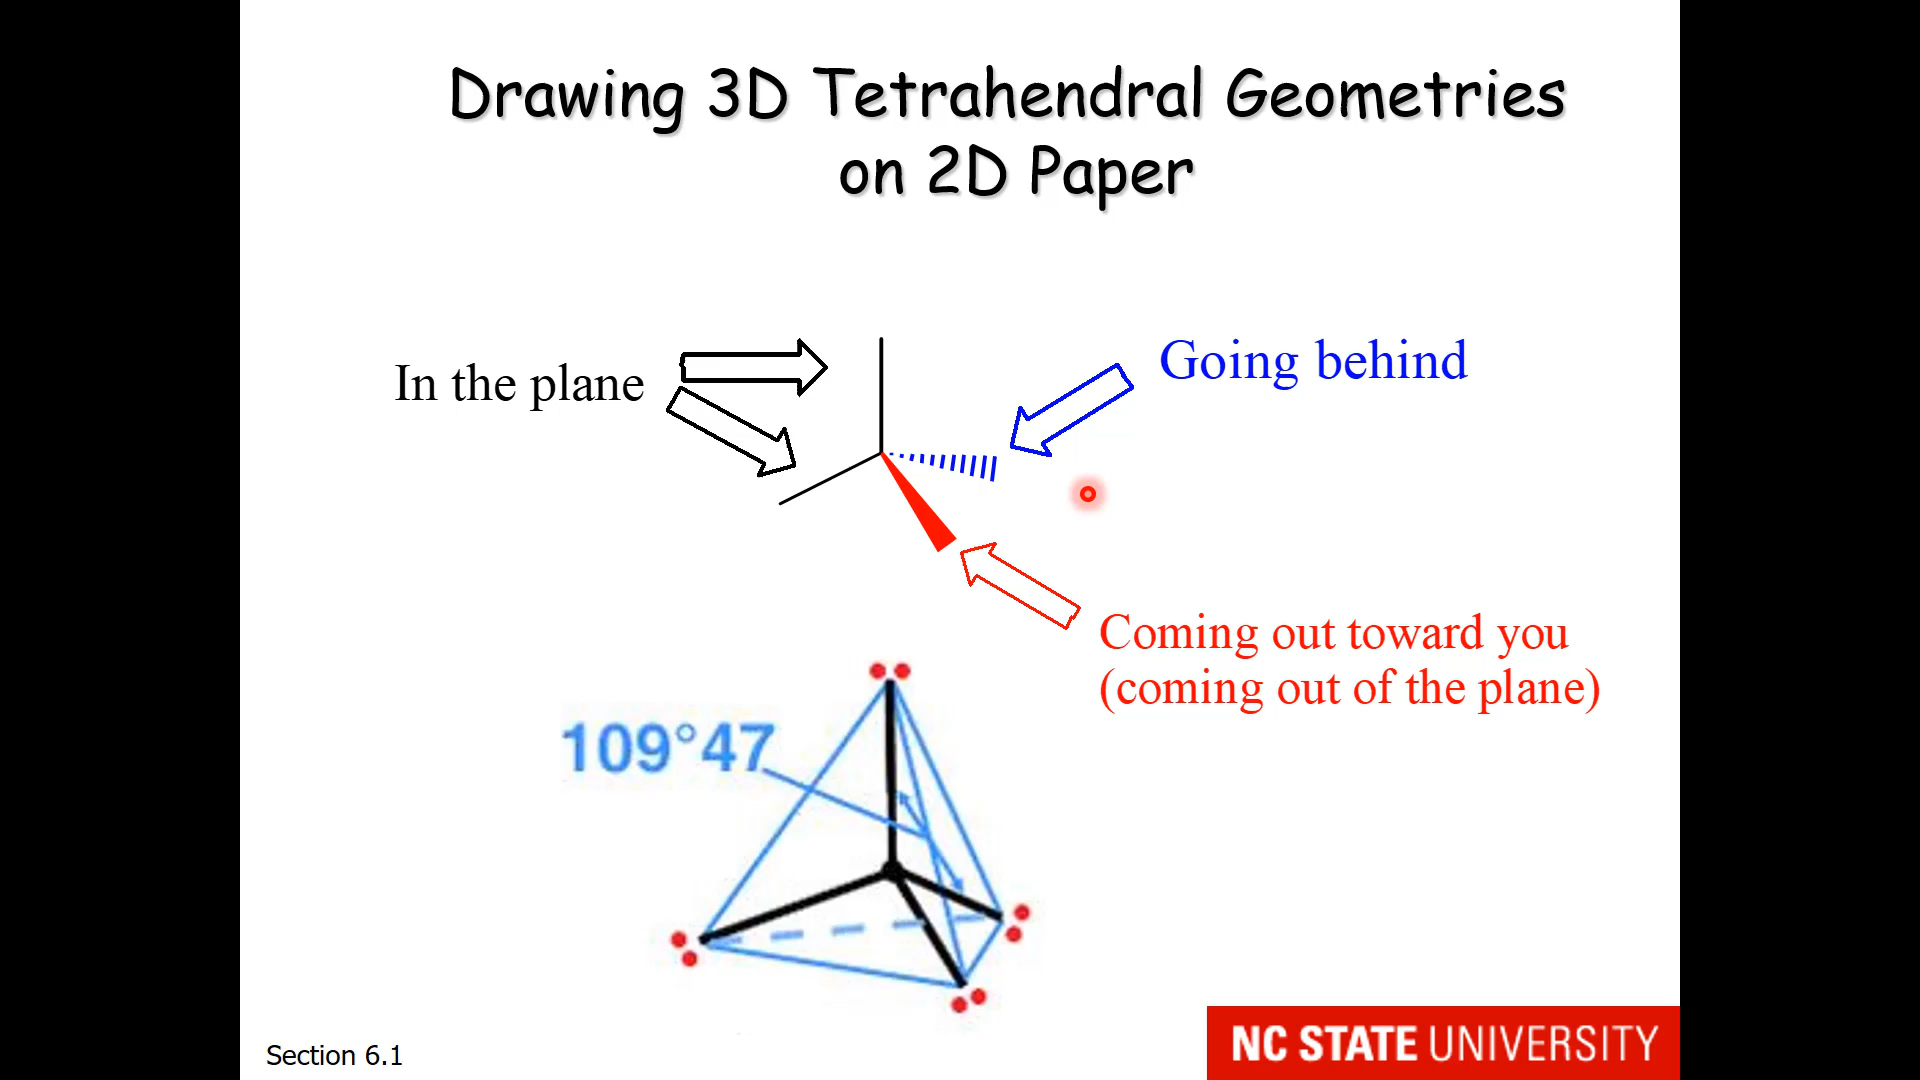 Drawing 3D Tetrahendral Geometries
on 2D Paper
In the plane
Going behind
Coming out toward you
(coming out of the plane)
109°47
Section 6.1
NC STATE UNIVERSITY